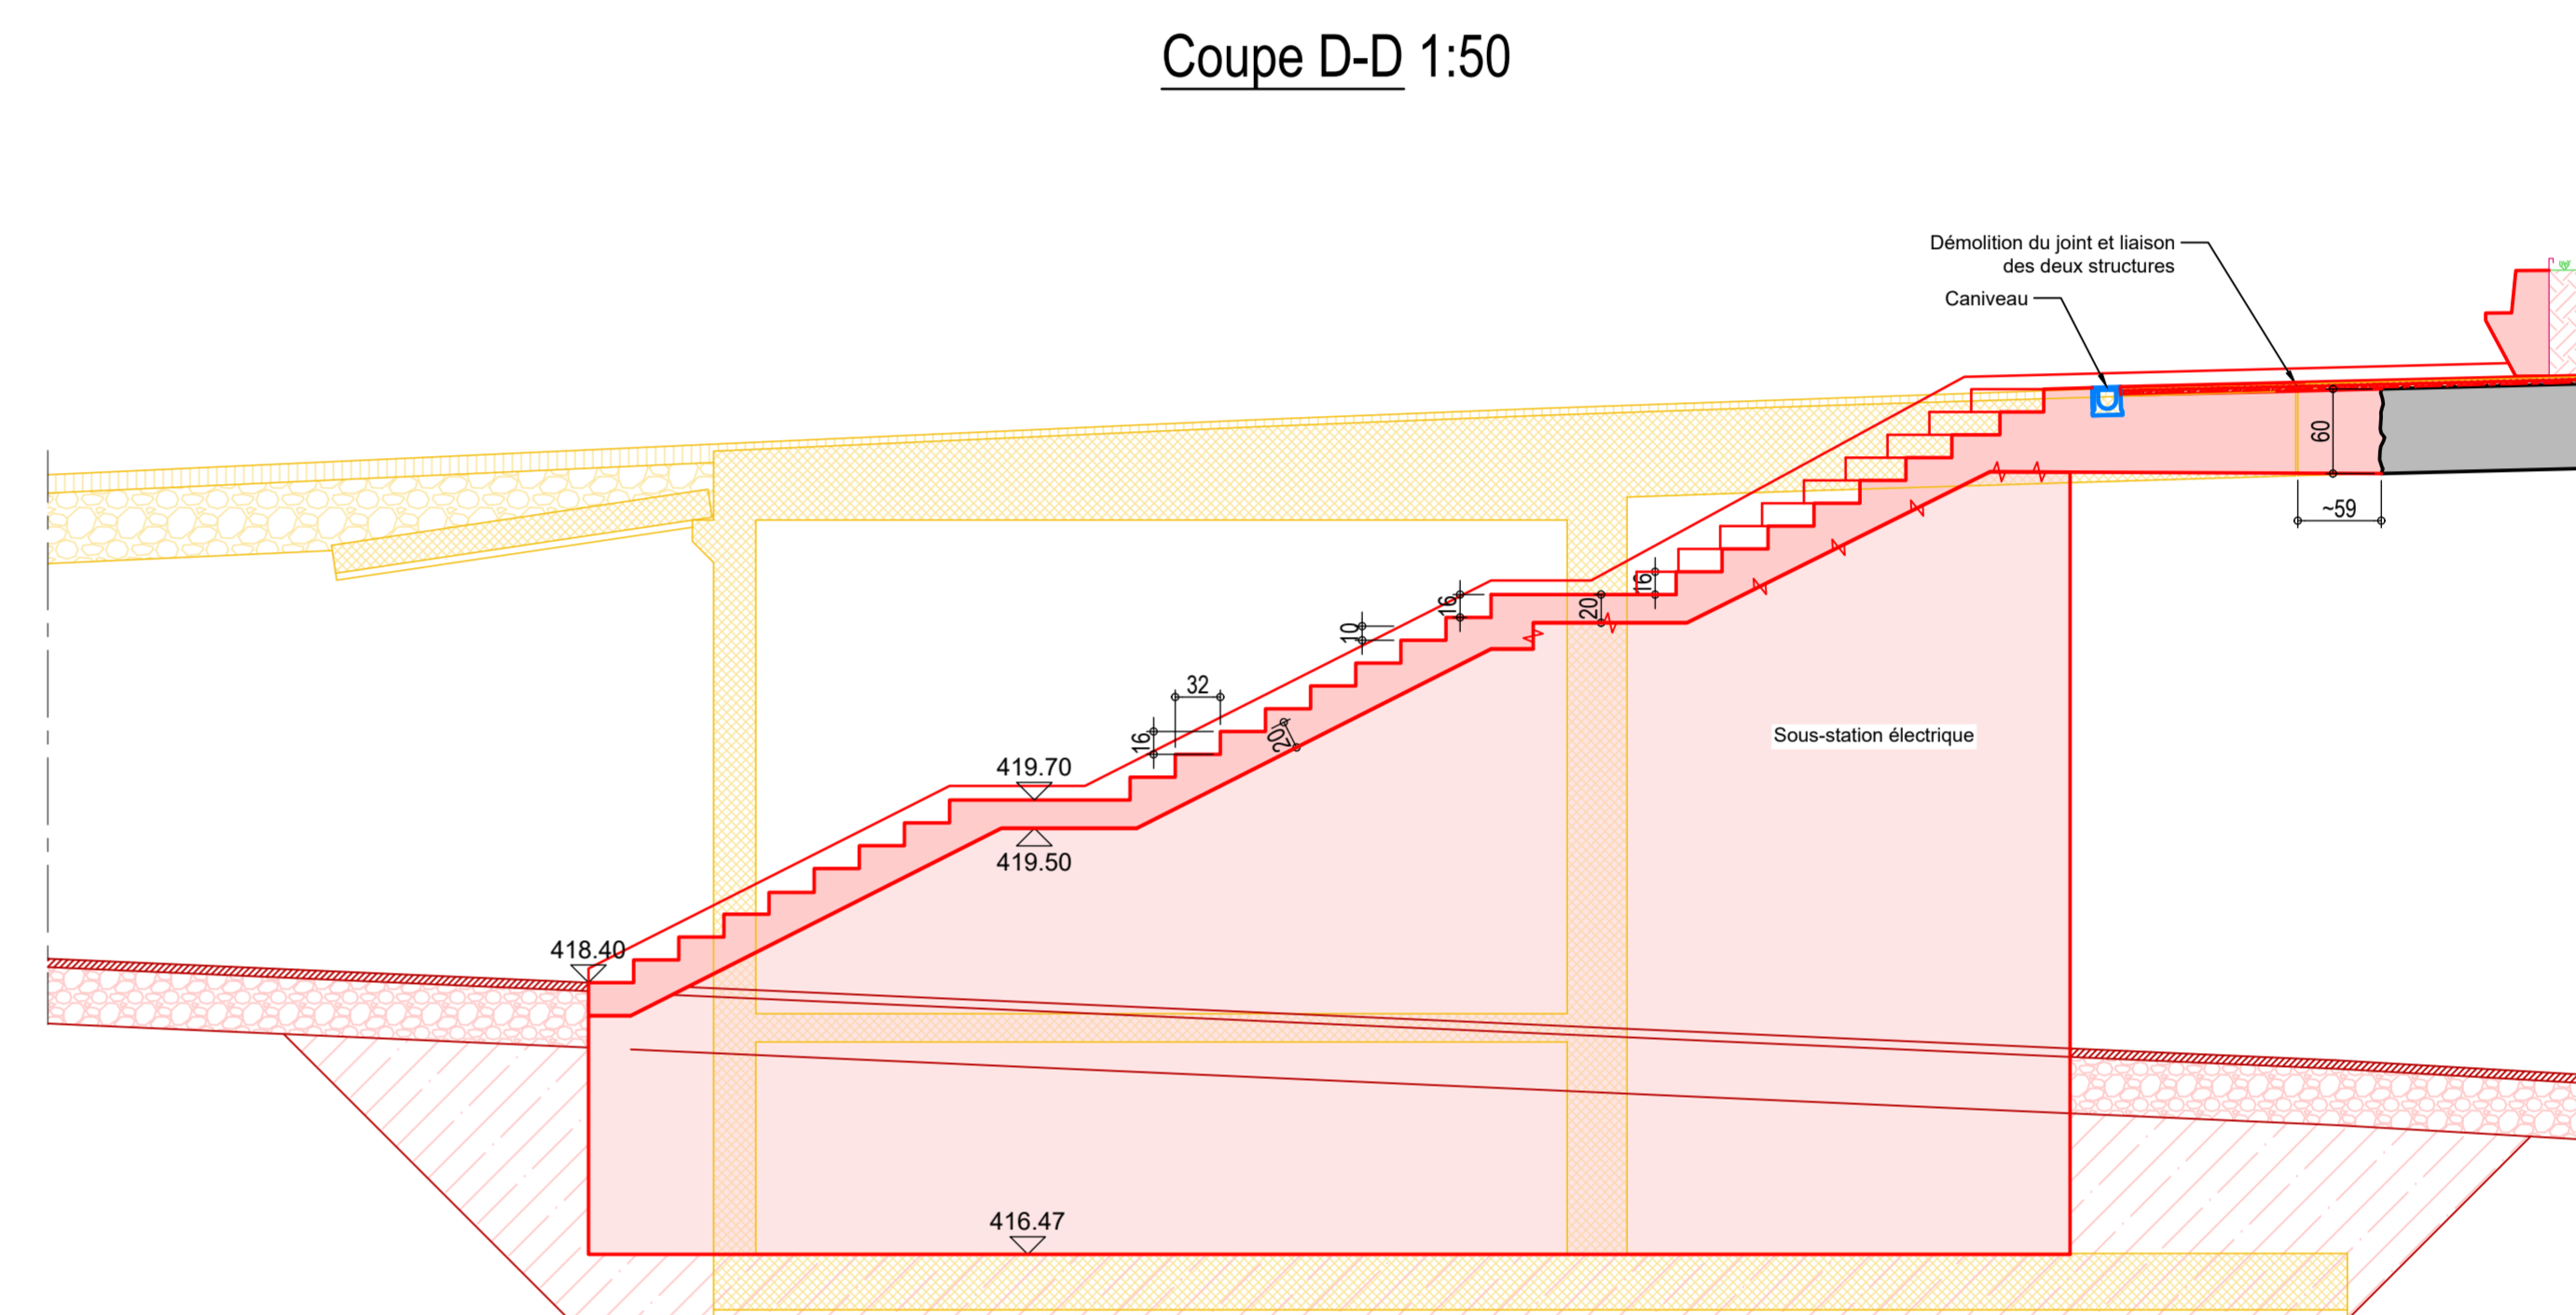 Coupe D-D 1:50
Démolition du joint et liaison
des deux structures
Caniveau
60
~59
16
20
16
10
32
16
20
Sous-station électrique
419.70
419.50
418.40
416.47